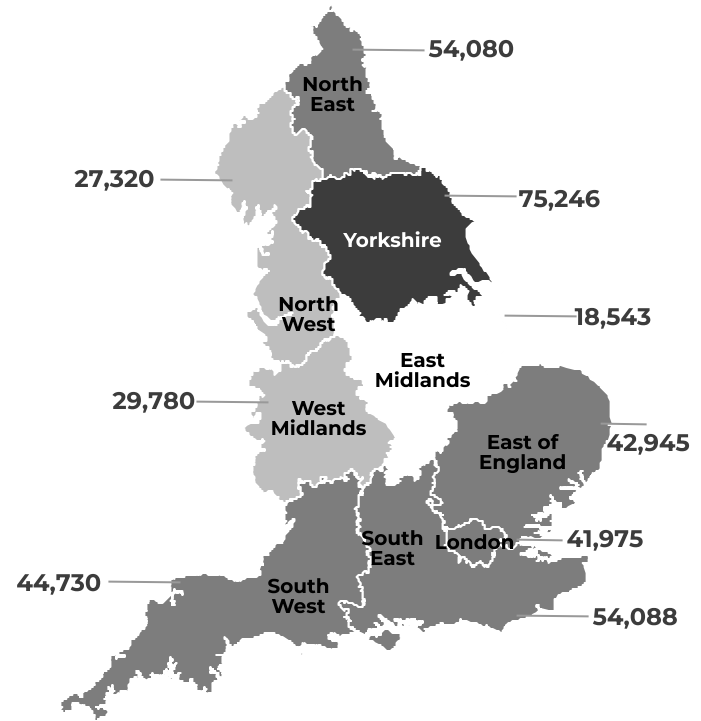 54,080
North
East
27,320
75,246
Yorkshire
North
West
18,543
East
Midlands
29,780
West
Midlands
East of
England
42,945
South
East
London
41,975
44,730
South
West
54,088